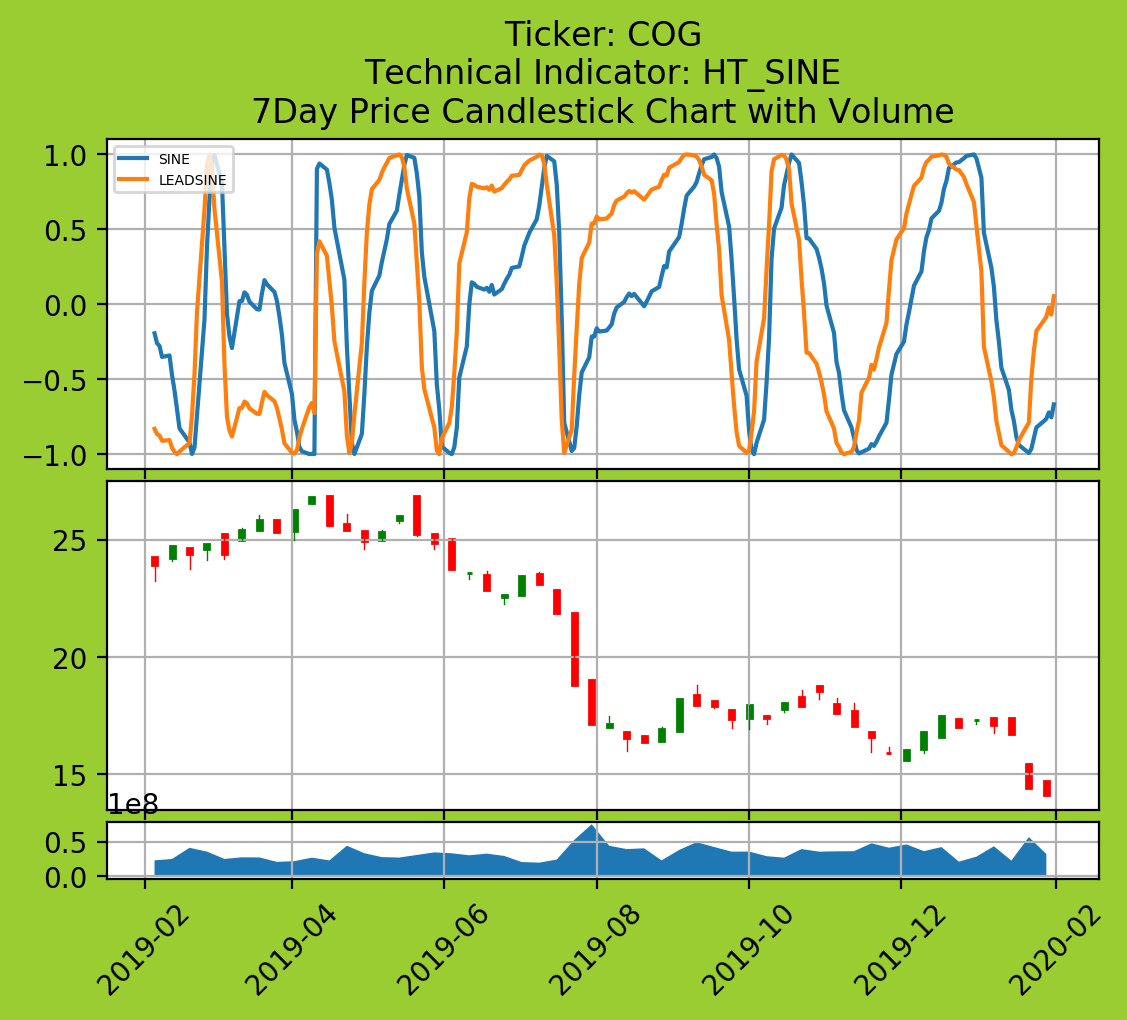 Ticker: COG
Technical Indicator: HT_SINE
7Day Price Candlestick Chart with Volume
SINE
LEADSINE
1.0
0.5
0.0
−0.5
−1.0
25
20
15
1e8
0.5
0.0
2019-02
2019-04
2019-06
2019-08
2019-10
2019-12
2020-02